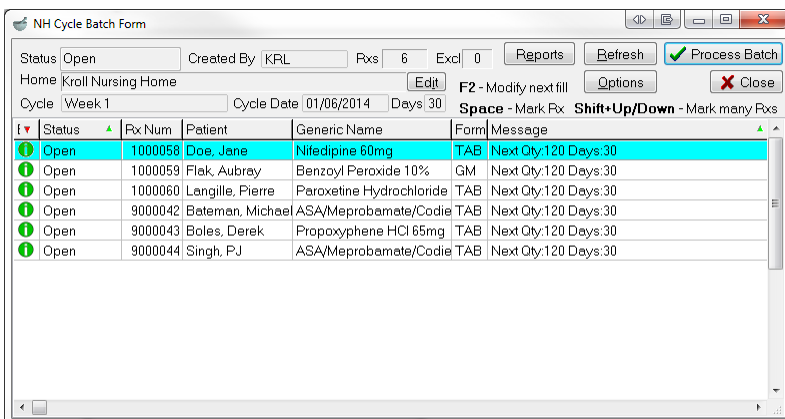 NH Cycle Batch Form
Status Open Created By KRL Rxs 6 Excl 0 Reports Refresh Process Batch
Home Kroll Nursing Home Edit F2 - Modify next fill Options Close
Cycle Week 1 Cycle Date 01/06/2014 Days 30 Space - Mark Rx Shift+Up/Down - Mark many Rxs
Status Rx Num Patient Generic Name Form Message
Open 1000058 Doe, Jane Nifedipine 60mg TAB Next Qty:120 Days:30
Open 1000059 Flak, Aubray Benzoyl Peroxide 10% GM Next Qty:120 Days:30
Open 1000060 Langille, Pierre Paroxetine Hydrochloride TAB Next Qty:120 Days:30
Open 9000042 Bateman, Michael ASA/Meprobamate/Codie TAB Next Qty:120 Days:30
Open 9000043 Boles, Derek Propoxyphene HCl 65mg TAB Next Qty:120 Days:30
Open 9000044 Singh, PJ ASA/Meprobamate/Codie TAB Next Qty:120 Days:30